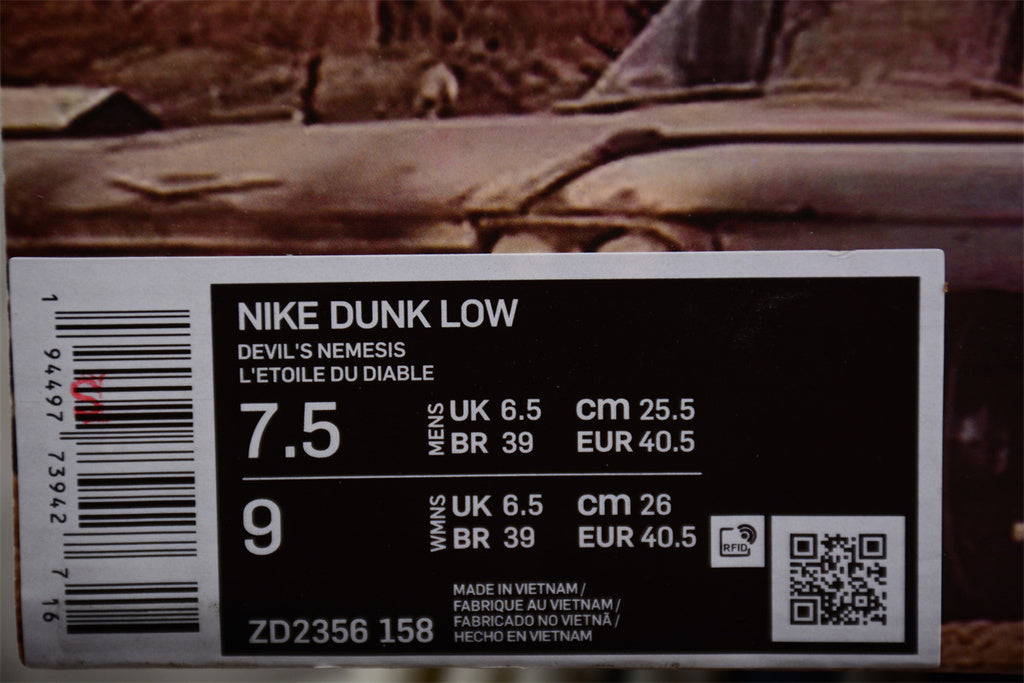 NIKE DUNK LOW
DEVIL'S NEMESIS
L'ETOILE DU DIABLE
7.5 MENS UK 6.5 cm 25.5
BR 39 EUR 40.5
9 WMNS UK 6.5 cm 26
BR 39 EUR 40.5
RFID
MADE IN VIETNAM /
FABRIQUE AU VIETNAM /
FABRICADO NO VIETNÃ /
HECHO EN VIETNAM
ZD2356 158
1 94497 73942 7 16